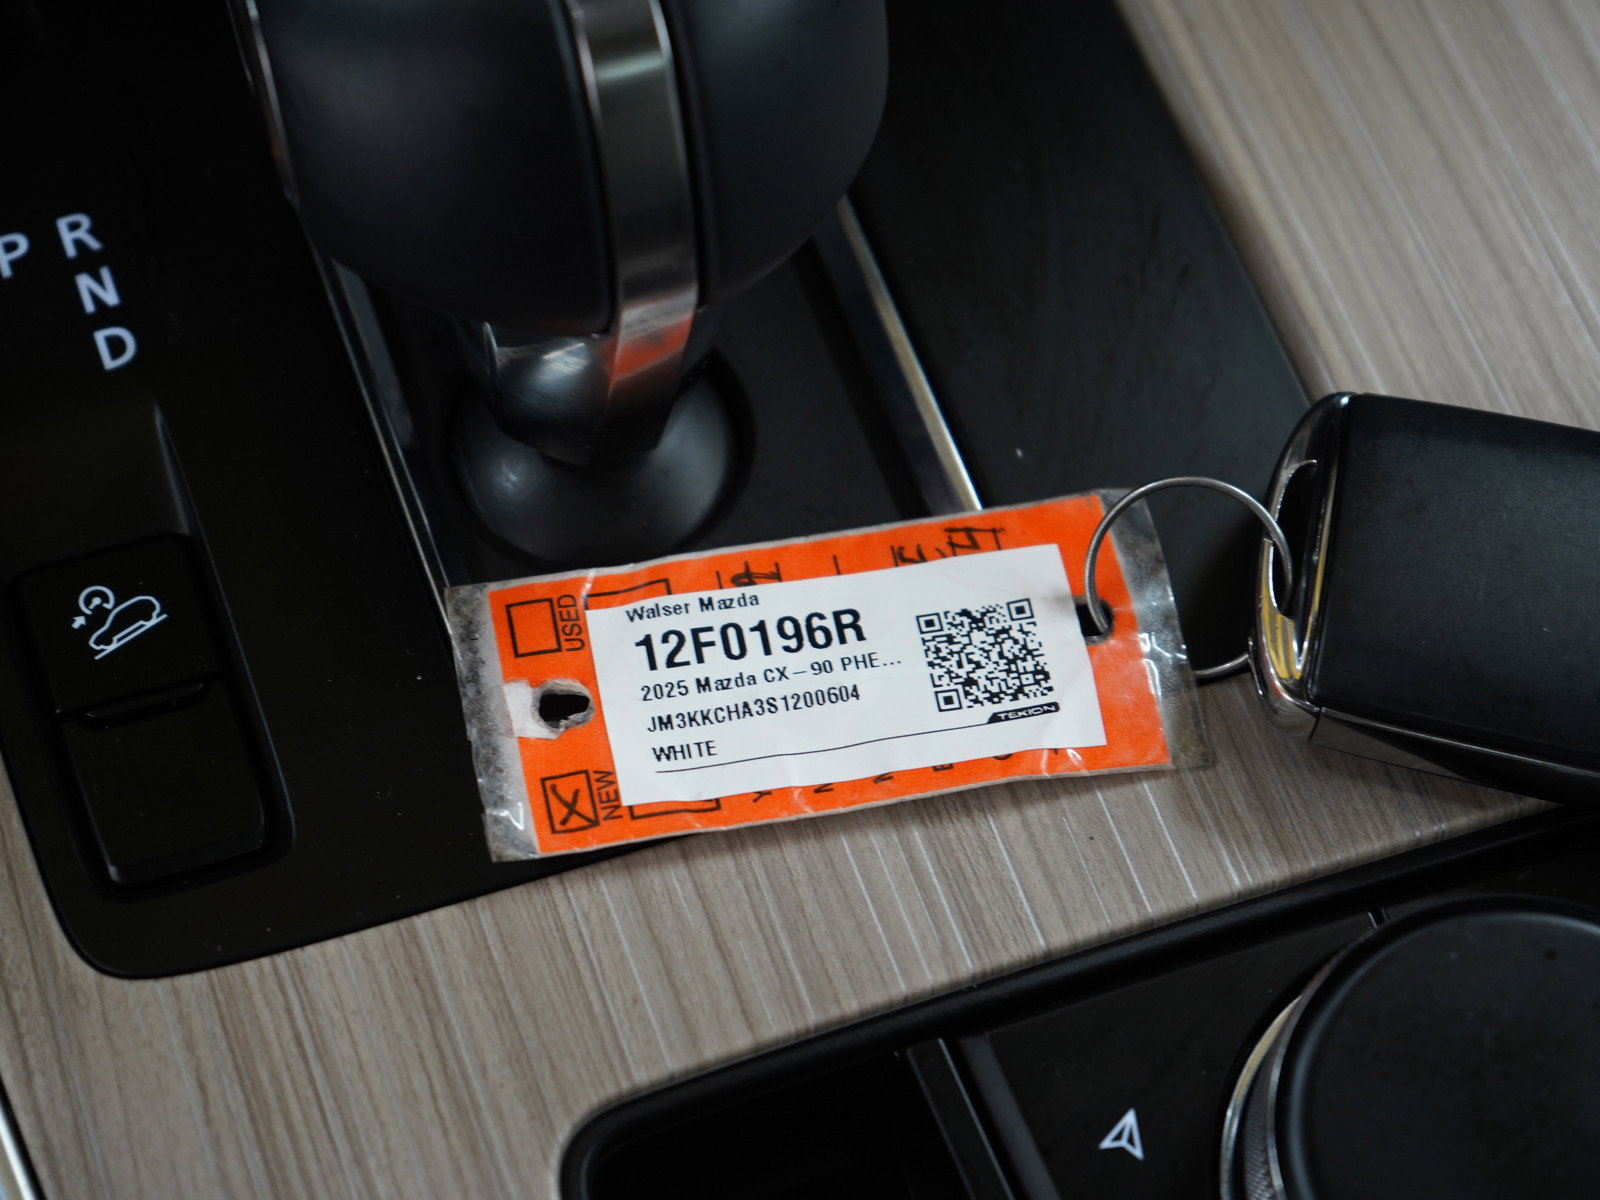 P R
N
D
USED
NEW
Walser Mazda
12F0196R
2025 Mazda CX-90 PHE...
JM3KKCHA3S1200604
WHITE
TEKION